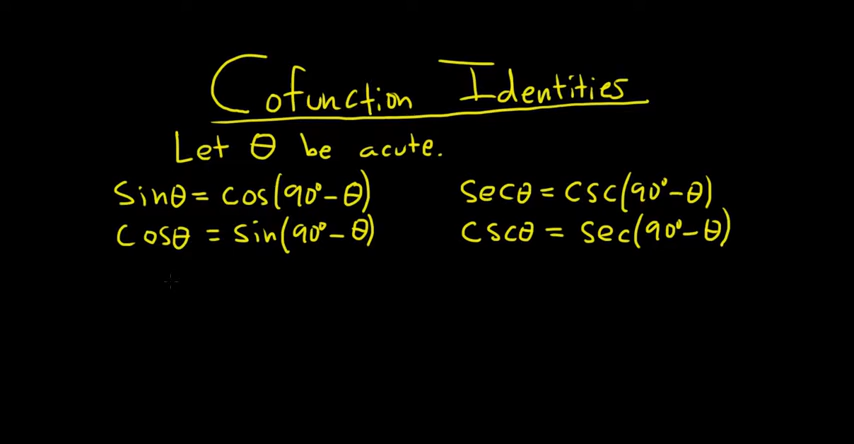 Cofunction Identities
Let θ be acute.
Sinθ = Cos(90° - θ)
Secθ = Csc(90° - θ)
Cosθ = Sin(90° - θ)
Cscθ = Sec(90° - θ)